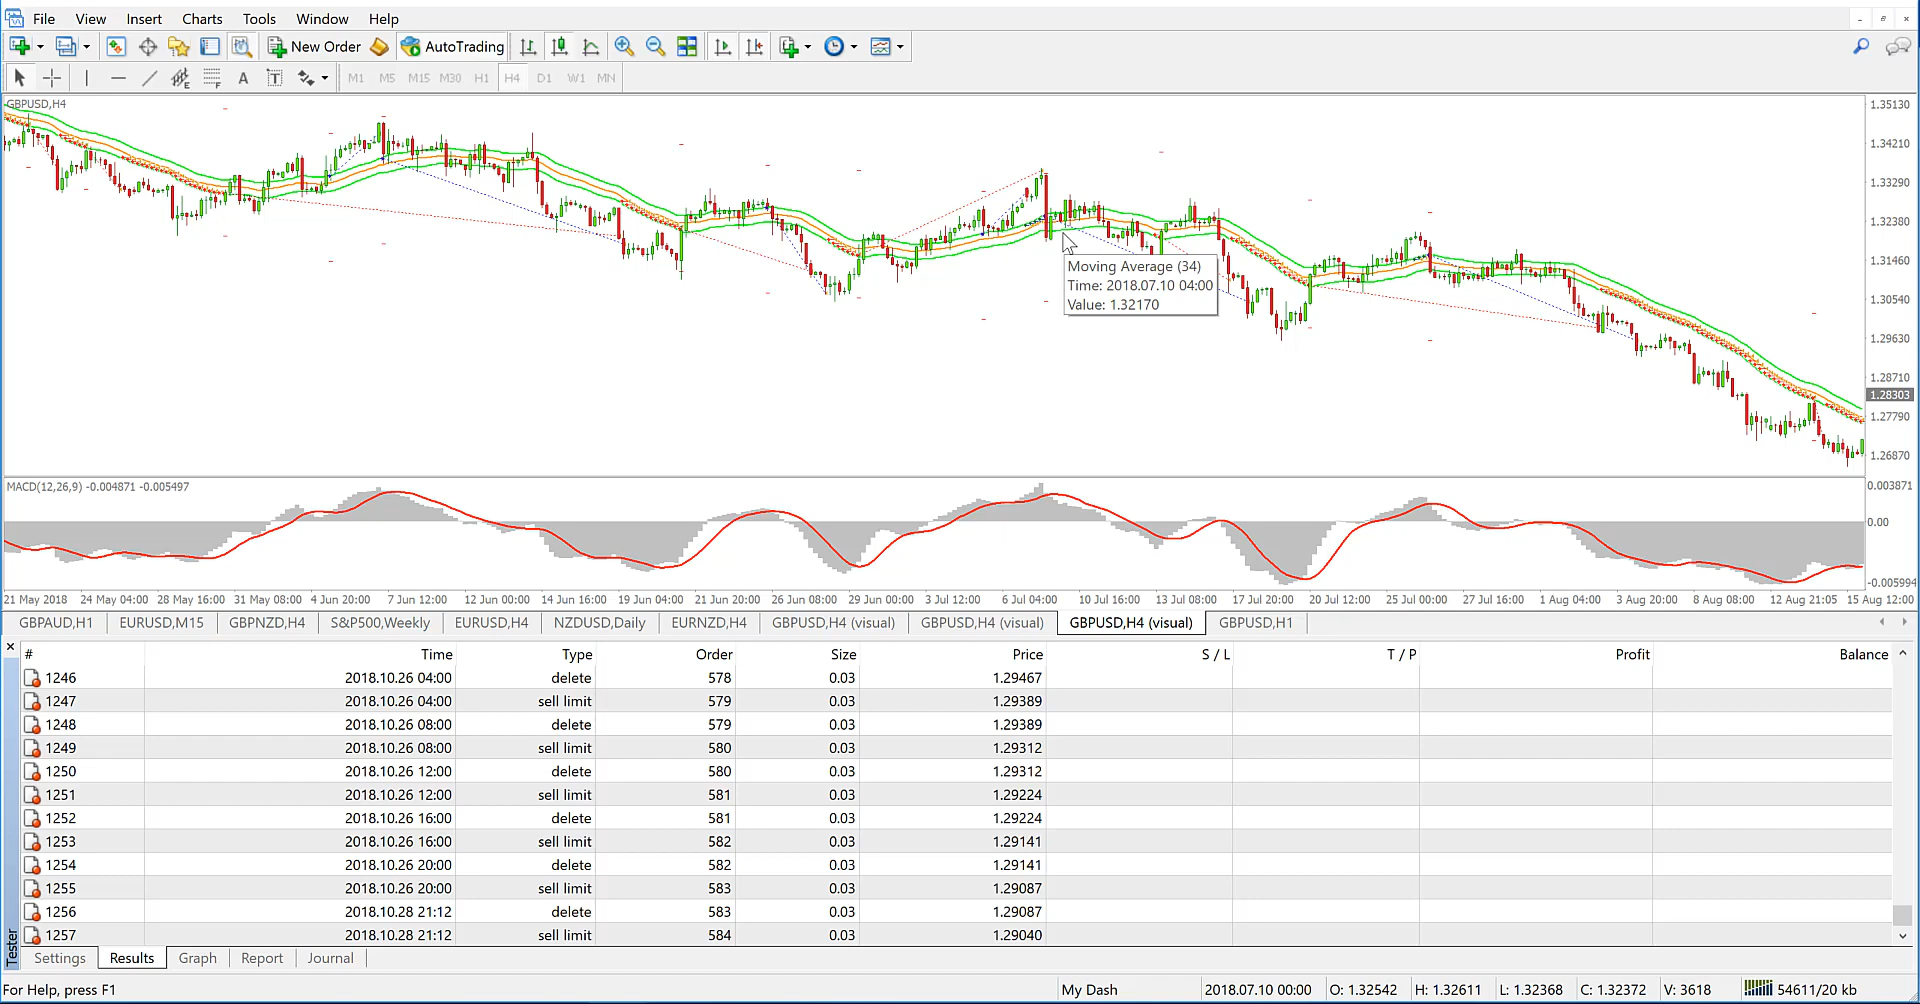 File View Insert Charts Tools Window Help
New Order AutoTrading
A T M1 M5 M15 M30 H1 H4 D1 W1 MN
GBPUSD,H4
1.35130
1.34210
1.33290
1.32380
1.31460
1.30540
1.29630
1.28710
1.28303
1.27790
1.26870
Moving Average (34)
Time: 2018.07.10 04:00
Value: 1.32170
MACD(12,26,9) -0.004871 -0.005497
0.003871
0.00
-0.005994
21 May 2018 24 May 04:00 28 May 16:00 31 May 08:00 4 Jun 20:00 7 Jun 12:00 12 Jun 00:00 14 Jun 16:00 19 Jun 04:00 21 Jun 20:00 26 Jun 08:00 29 Jun 00:00 3 Jul 12:00 6 Jul 04:00 10 Jul 16:00 13 Jul 08:00 17 Jul 20:00 20 Jul 12:00 25 Jul 00:00 27 Jul 16:00 1 Aug 04:00 3 Aug 20:00 8 Aug 08:00 12 Aug 21:05 15 Aug 12:00
GBPAUD,H1 EURUSD,M15 GBPNZD,H4 S&P500,Weekly EURUSD,H4 NZDUSD,Daily EURNZD,H4 GBPUSD,H4 (visual) GBPUSD,H4 (visual) GBPUSD,H4 (visual) GBPUSD,H1
# Time Type Order Size Price S / L T / P Profit Balance
1246 2018.10.26 04:00 delete 578 0.03 1.29467
1247 2018.10.26 04:00 sell limit 579 0.03 1.29389
1248 2018.10.26 08:00 delete 579 0.03 1.29389
1249 2018.10.26 08:00 sell limit 580 0.03 1.29312
1250 2018.10.26 12:00 delete 580 0.03 1.29312
1251 2018.10.26 12:00 sell limit 581 0.03 1.29224
1252 2018.10.26 16:00 delete 581 0.03 1.29224
1253 2018.10.26 16:00 sell limit 582 0.03 1.29141
1254 2018.10.26 20:00 delete 582 0.03 1.29141
1255 2018.10.26 20:00 sell limit 583 0.03 1.29087
1256 2018.10.28 21:12 delete 583 0.03 1.29087
1257 2018.10.28 21:12 sell limit 584 0.03 1.29040
Tester
Settings Results Graph Report Journal
For Help, press F1 My Dash 2018.07.10 00:00 O: 1.32542 H: 1.32611 L: 1.32368 C: 1.32372 V: 3618 54611/20 kb